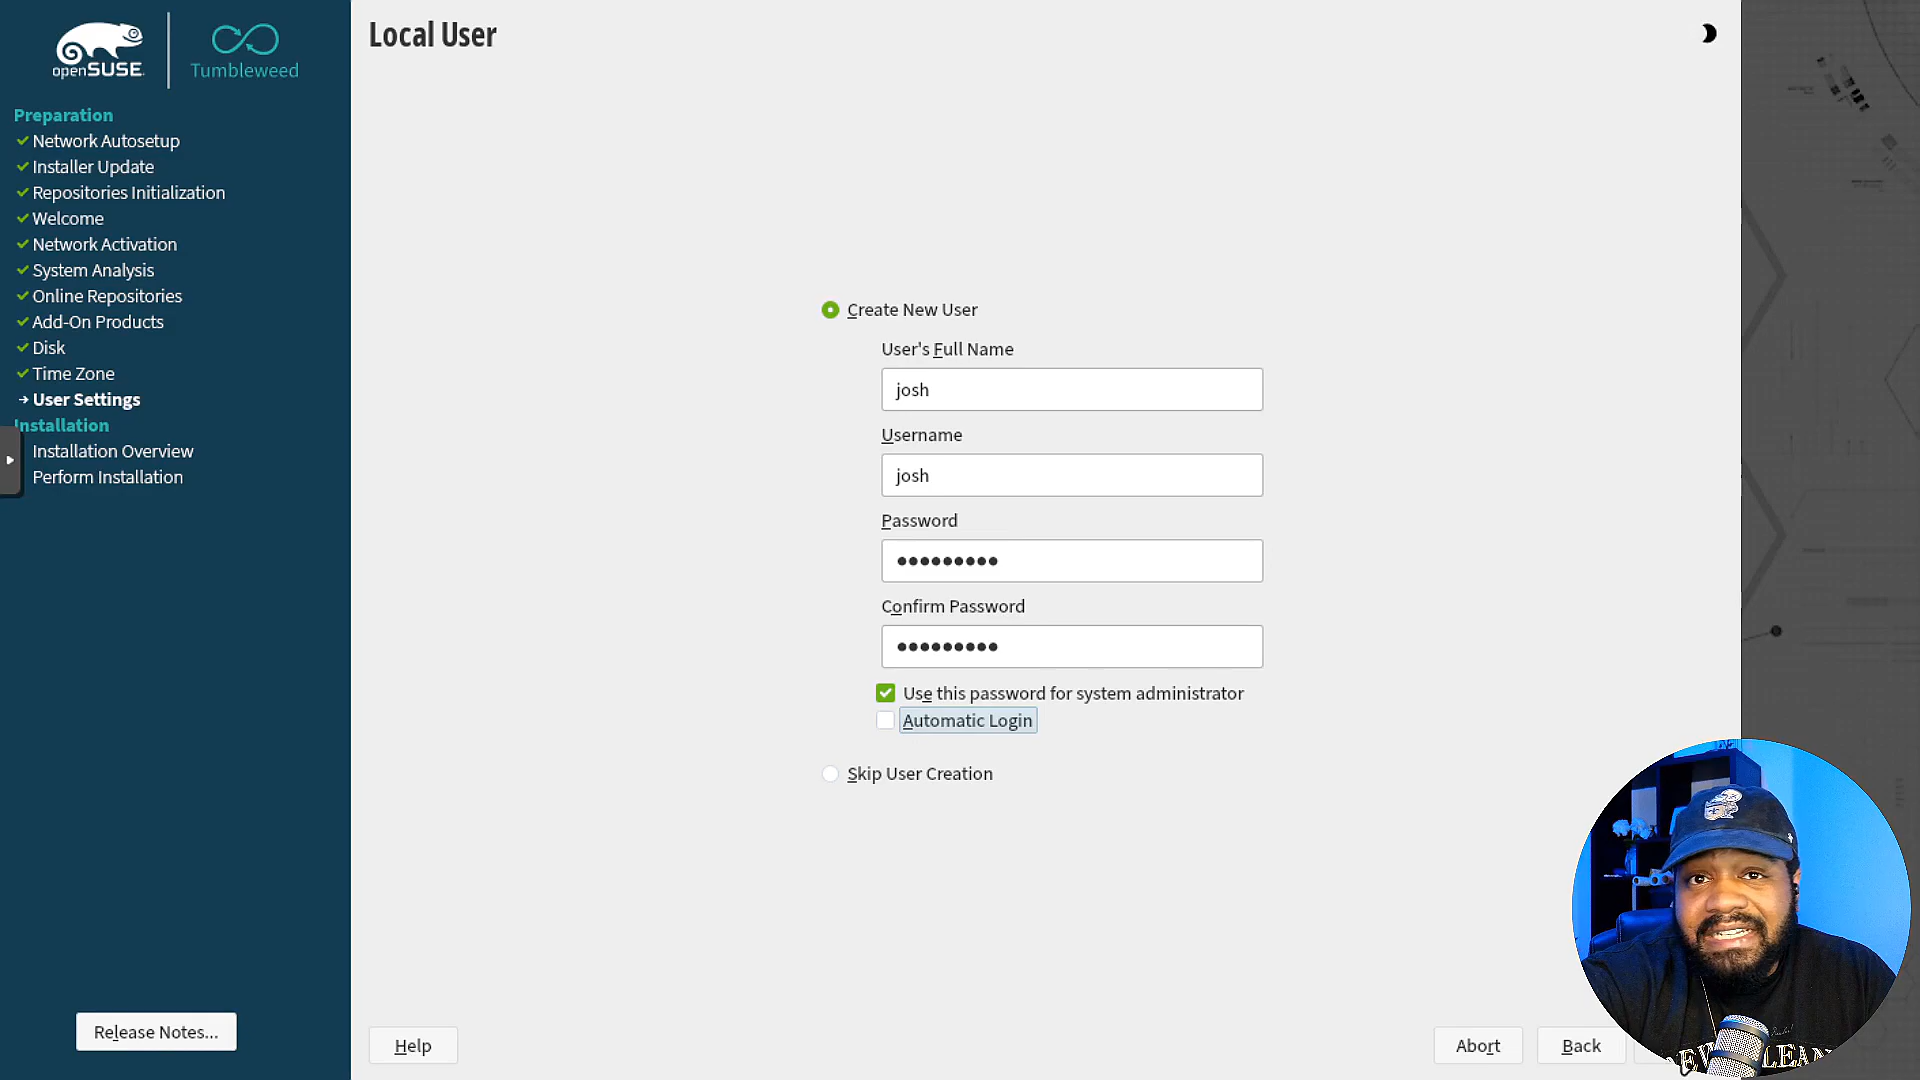 openSUSE
Tumbleweed
Preparation
Network Autosetup
Installer Update
Repositories Initialization
Welcome
Network Activation
System Analysis
Online Repositories
Add-On Products
Disk
Time Zone
User Settings
Installation
Installation Overview
Perform Installation
Release Notes...
Local User
Create New User
User's Full Name
josh
Username
josh
Password
Confirm Password
Use this password for system administrator
Automatic Login
Skip User Creation
Help
Abort
Back